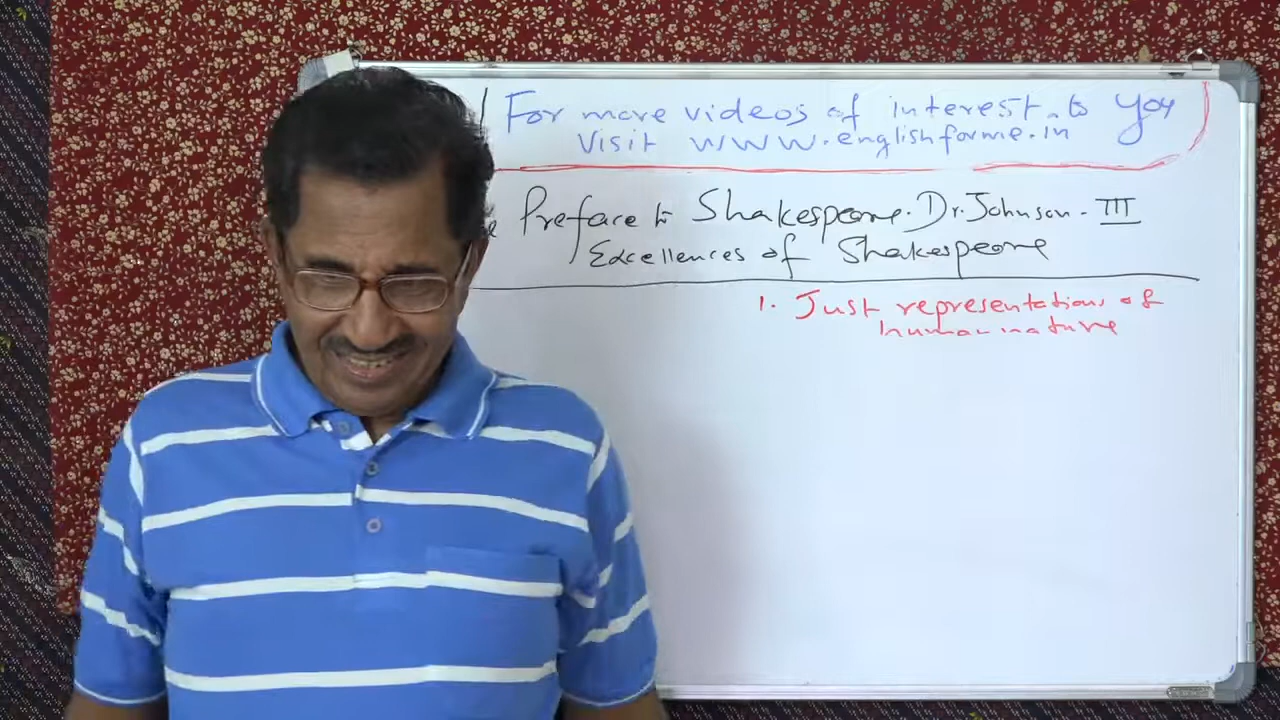 For more videos of interest to you
visit www.englishforme.in
Preface to Shakespeare. Dr. Johnson - III
Excellences of Shakespeare
1. Just representations of
human nature